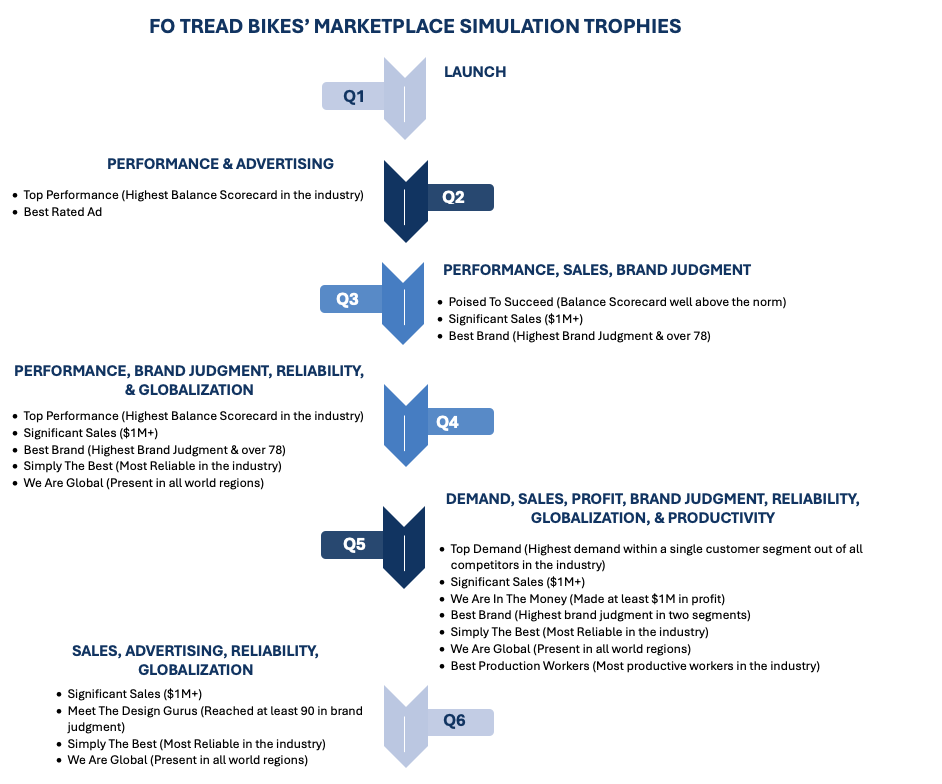 FO TREAD BIKES’ MARKETPLACE SIMULATION TROPHIES
LAUNCH
Q1
PERFORMANCE & ADVERTISING
• Top Performance (Highest Balance Scorecard in the industry)
• Best Rated Ad
Q2
PERFORMANCE, SALES, BRAND JUDGMENT
Q3
• Poised To Succeed (Balance Scorecard well above the norm)
• Significant Sales ($1M+)
• Best Brand (Highest Brand Judgment & over 78)
PERFORMANCE, BRAND JUDGMENT, RELIABILITY,
& GLOBALIZATION
• Top Performance (Highest Balance Scorecard in the industry)
• Significant Sales ($1M+)
• Best Brand (Highest Brand Judgment & over 78)
• Simply The Best (Most Reliable in the industry)
• We Are Global (Present in all world regions)
Q4
DEMAND, SALES, PROFIT, BRAND JUDGMENT, RELIABILITY,
GLOBALIZATION, & PRODUCTIVITY
Q5
• Top Demand (Highest demand within a single customer segment out of all
competitors in the industry)
• Significant Sales ($1M+)
• We Are In The Money (Made at least $1M in profit)
• Best Brand (Highest brand judgment in two segments)
• Simply The Best (Most Reliable in the industry)
• We Are Global (Present in all world regions)
• Best Production Workers (Most productive workers in the industry)
SALES, ADVERTISING, RELIABILITY,
GLOBALIZATION
• Significant Sales ($1M+)
• Meet The Design Gurus (Reached at least 90 in brand
judgment)
• Simply The Best (Most Reliable in the industry)
• We Are Global (Present in all world regions)
Q6